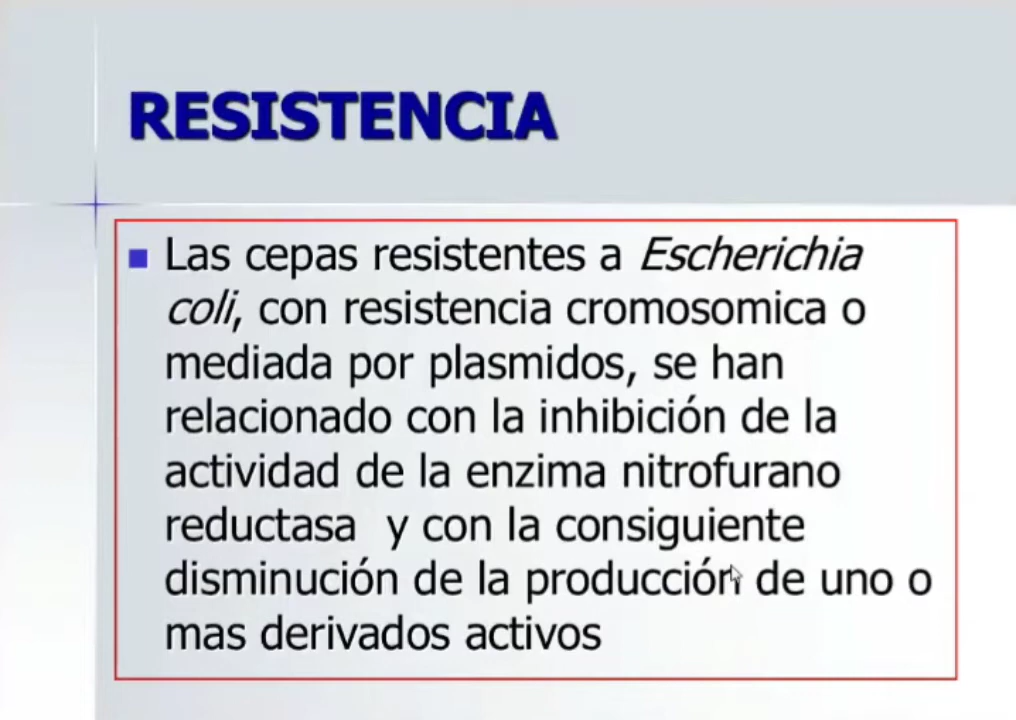 RESISTENCIA
Las cepas resistentes a Escherichia
coli, con resistencia cromosomica o
mediada por plasmidos, se han
relacionado con la inhibición de la
actividad de la enzima nitrofurano
reductasa y con la consiguiente
disminución de la producción de uno o
mas derivados activos